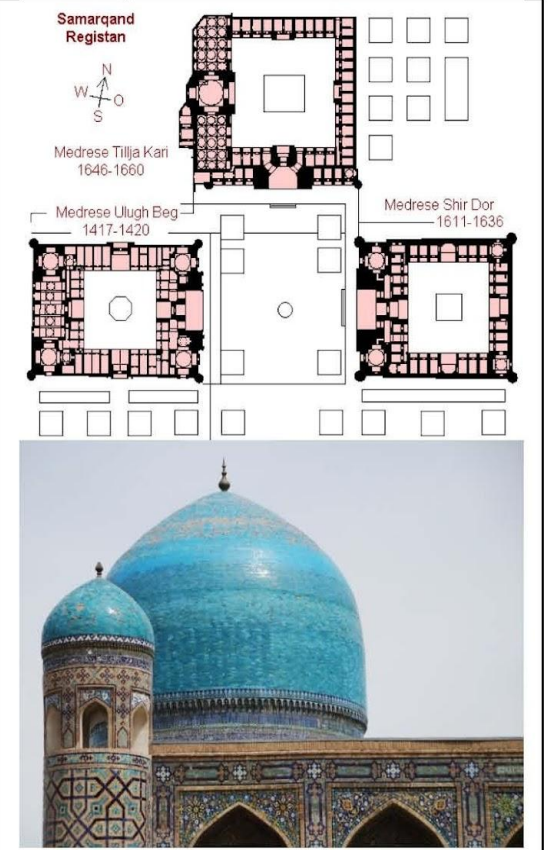 Samarqand
Registan
N
W
O
S
Medrese Tillja Kari
1646-1660
Medrese Ulugh Beg
1417-1420
Medrese Shir Dor
1611-1636